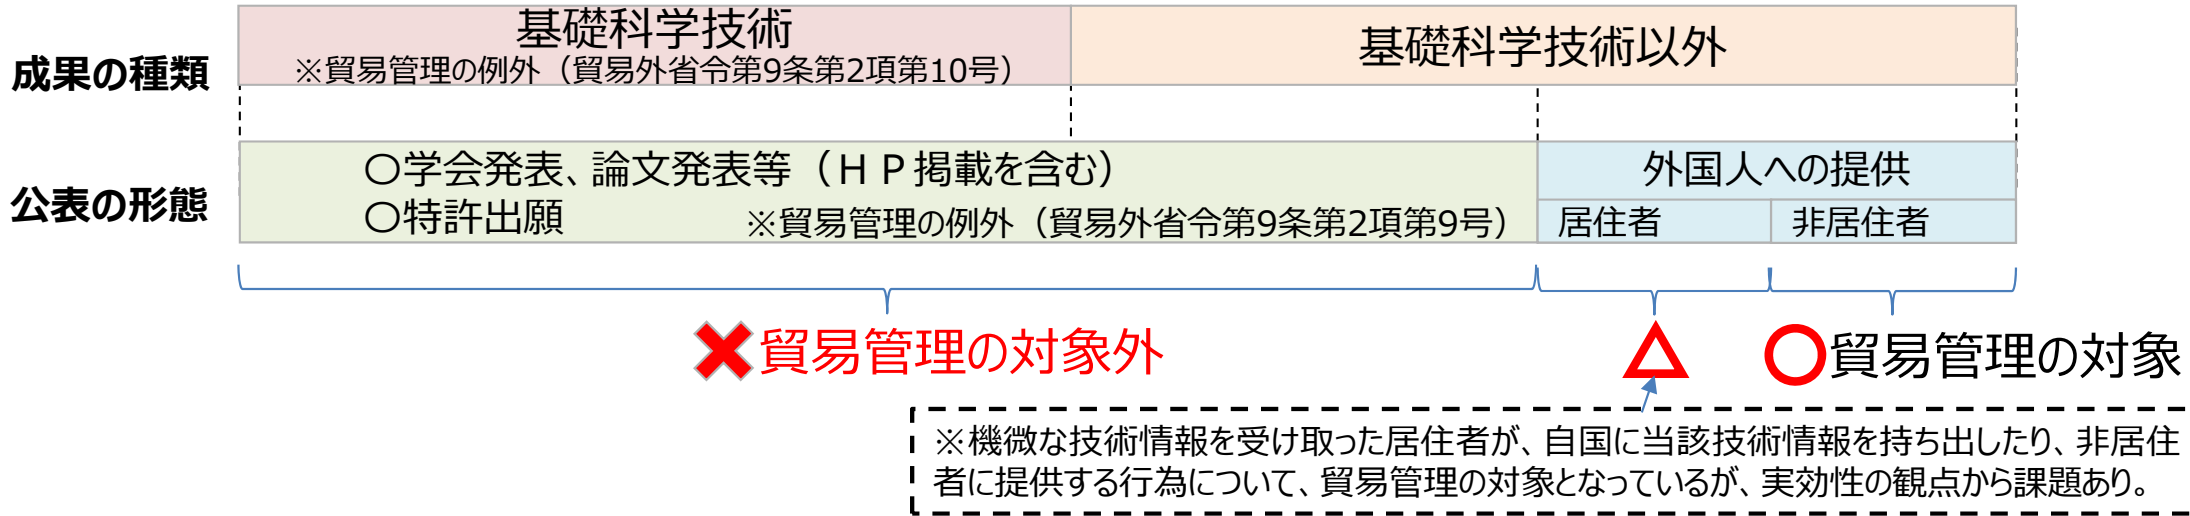 成果の種類
基礎科学技術
※貿易管理の例外（貿易外省令第9条第2項第10号）
基礎科学技術以外
公表の形態
〇学会発表、論文発表等（ＨＰ掲載を含む）
〇特許出願
※貿易管理の例外（貿易外省令第9条第2項第9号）
外国人への提供
居住者
非居住者
貿易管理の対象外
貿易管理の対象
※機微な技術情報を受け取った居住者が、自国に当該技術情報を持ち出したり、非居住
者に提供する行為について、貿易管理の対象となっているが、実効性の観点から課題あり。